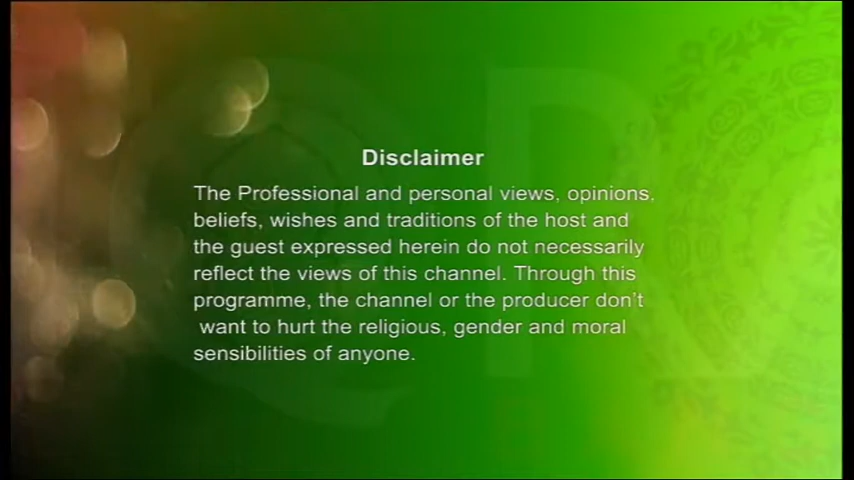 Disclaimer
The Professional and personal views, opinions,
beliefs, wishes and traditions of the host and
the guest expressed herein do not necessarily
reflect the views of this channel. Through this
programme, the channel or the producer don't
want to hurt the religious, gender and moral
sensibilities of anyone.